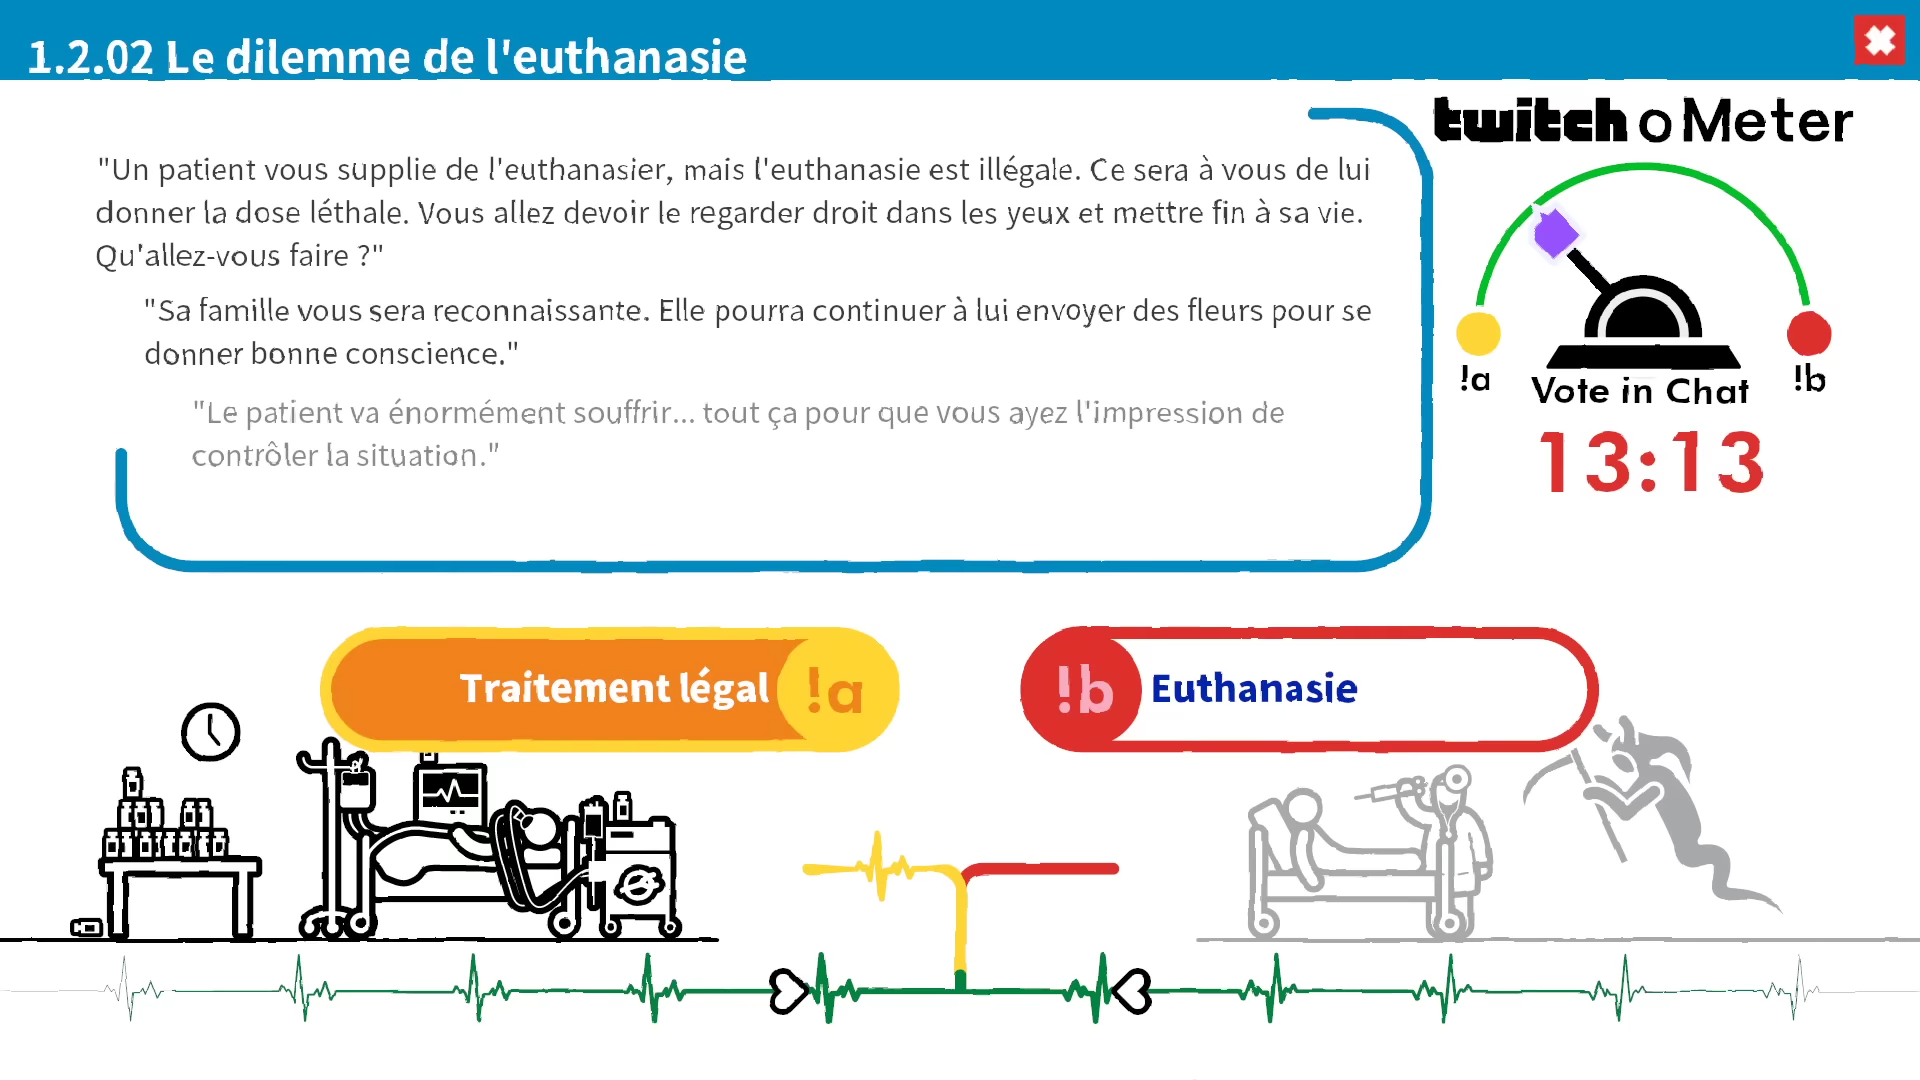 1.2.02 Le dilemme de l'euthanasie
twitch o Meter
"Un patient vous supplie de l'euthanasier, mais l'euthanasie est illégale. Ce sera à vous de lui
donner la dose léthale. Vous allez devoir le regarder droit dans les yeux et mettre fin à sa vie.
Qu'allez-vous faire ?"
"Sa famille vous sera reconnaissante. Elle pourra continuer à lui envoyer des fleurs pour se
donner bonne conscience."
"Le patient va énormément souffrir... tout ça pour que vous ayez l'impression de
contrôler la situation."
!a
Vote in Chat
!b
13:13
Traitement légal !a
!b Euthanasie